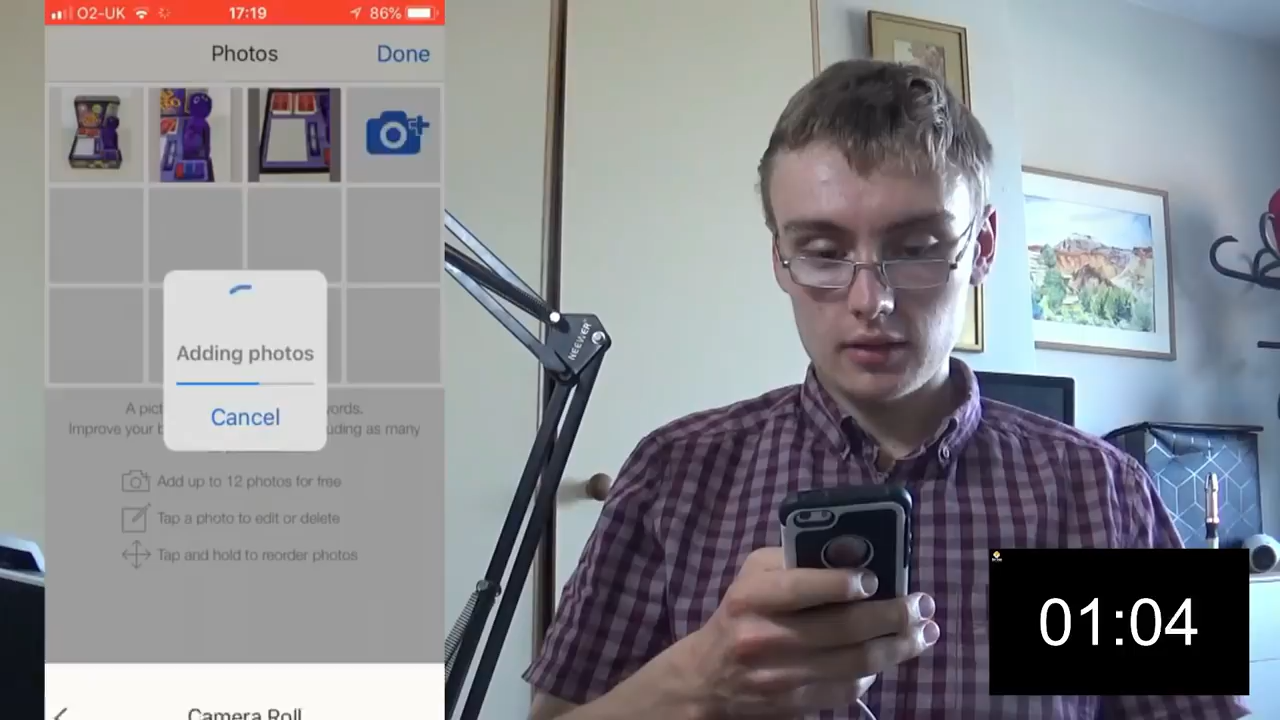 O2-UK 17:19 86%
Photos Done
Adding photos
Cancel
A pict ords.
Improve your b uding as many
Add up to 12 photos for free
Tap a photo to edit or delete
Tap and hold to reorder photos
Camera Roll
NEEWER
01:04